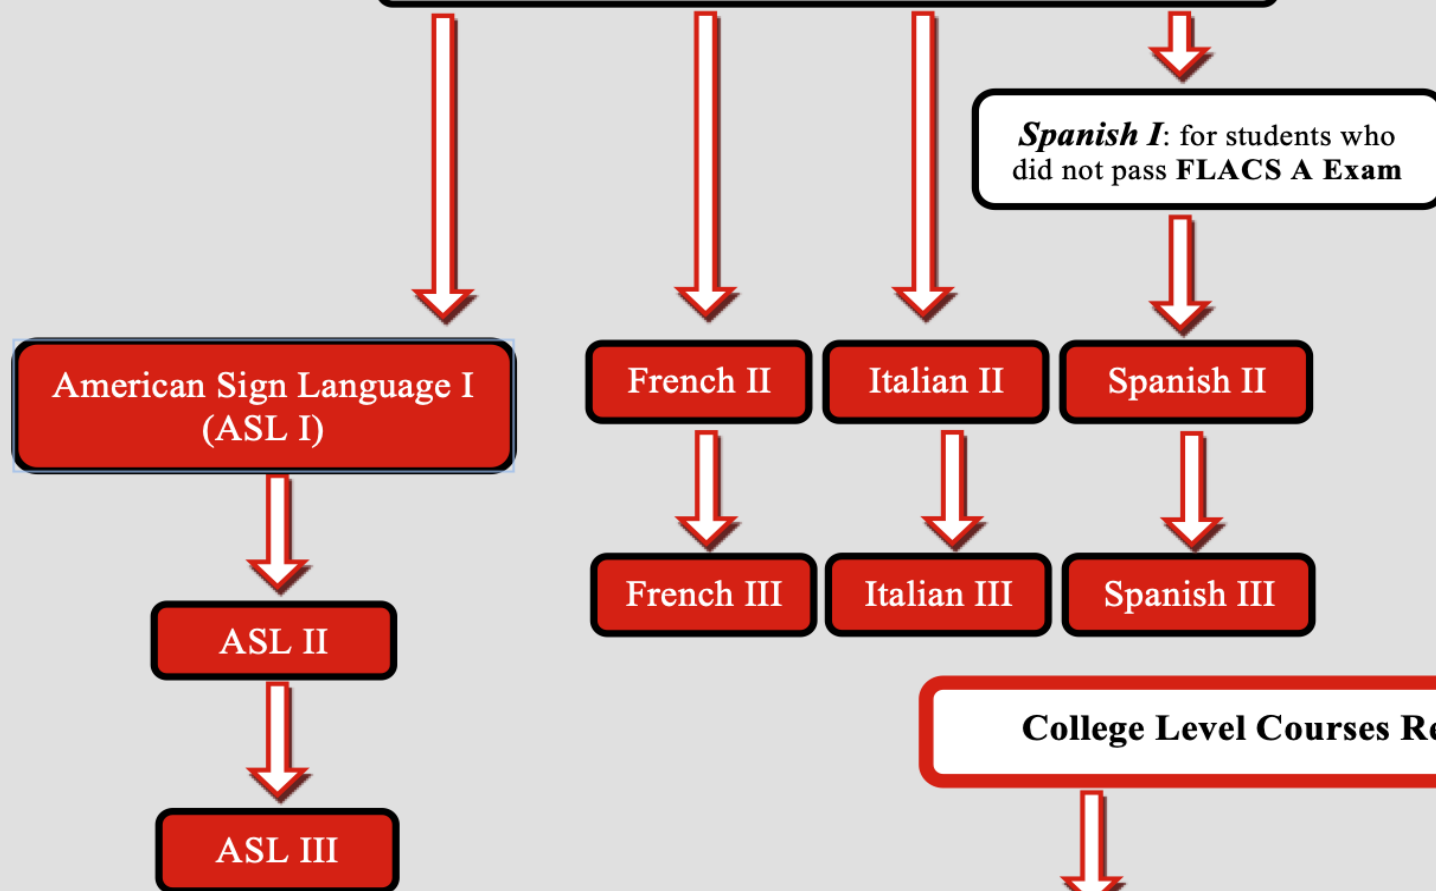 Spanish I: for students who
did not pass FLACS A Exam
American Sign Language I
(ASL I)
French II
Italian II
Spanish II
French III
Italian III
Spanish III
ASL II
College Level Courses
ASL III